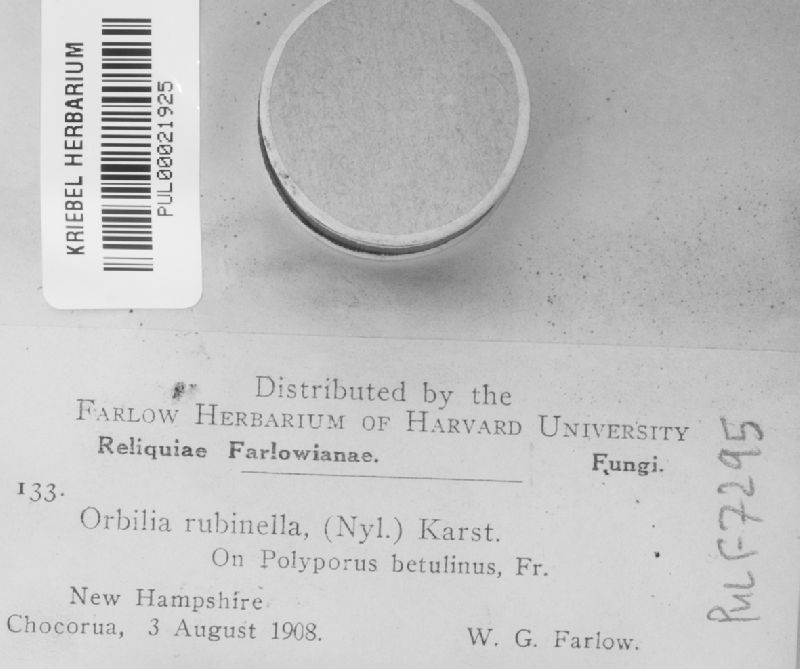 KRIEBEL HERBARIUM
PUL00021925
Distributed by the
FARLOW HERBARIUM OF HARVARD UNIVERSITY
Reliquiae Farlowianae. Fungi.
133.
Orbilia rubinella, (Nyl.) Karst.
On Polyporus betulinus, Fr.
New Hampshire
Chocorua, 3 August 1908. W. G. Farlow.
PUL F-7295